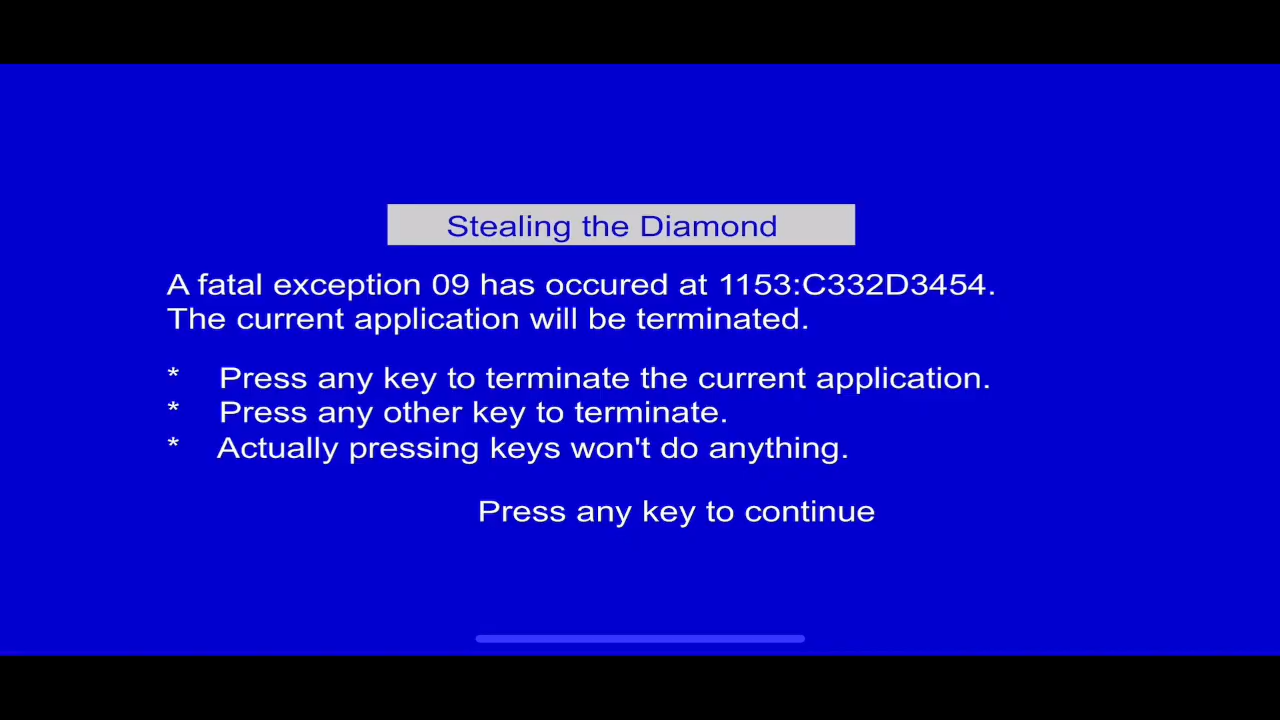 Stealing the Diamond
A fatal exception 09 has occured at 1153:C332D3454.
The current application will be terminated.
* Press any key to terminate the current application.
* Press any other key to terminate.
* Actually pressing keys won't do anything.
Press any key to continue